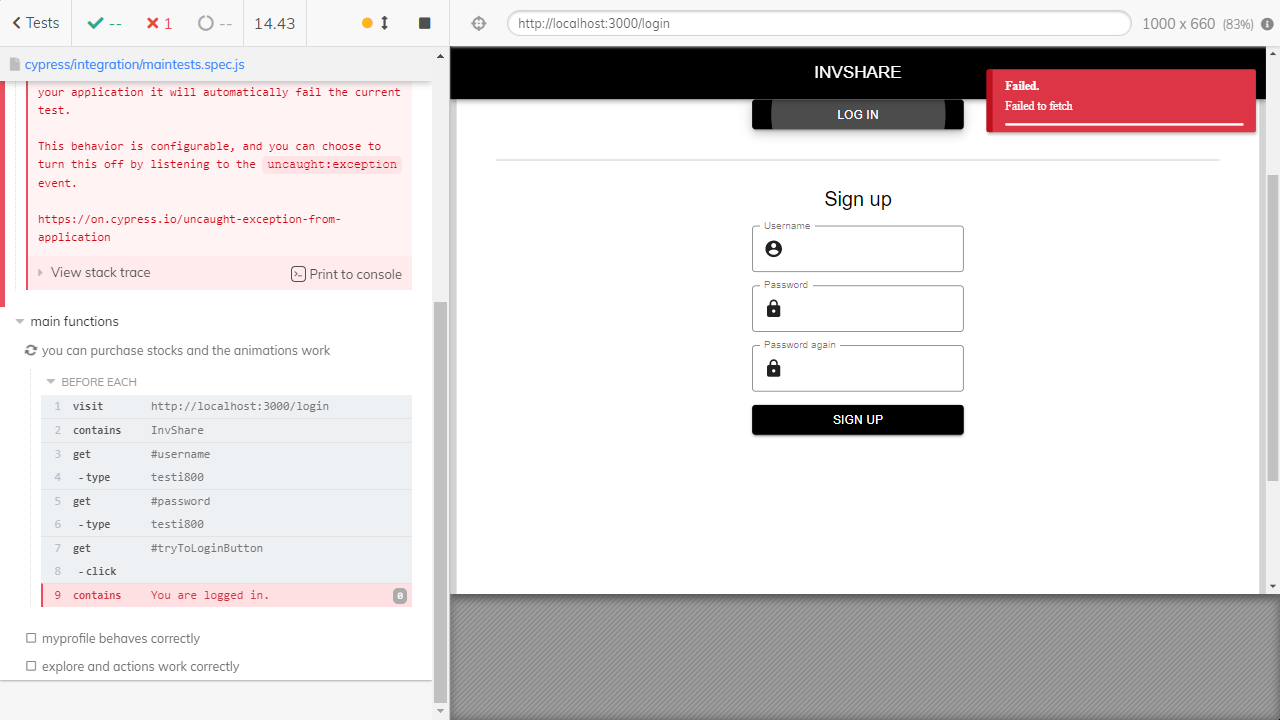 Tests
--
1
--
14.43
http://localhost:3000/login
1000 x 660 (83%)
cypress/integration/maintests.spec.js
your application it will automatically fail the current
test.
This behavior is configurable, and you can choose to
turn this off by listening to the uncaught:exception
event.
https://on.cypress.io/uncaught-exception-from-
application
View stack trace
Print to console
main functions
you can purchase stocks and the animations work
BEFORE EACH
1 visit http://localhost:3000/login
2 contains InvShare
3 get #username
4 -type testi800
5 get #password
6 -type testi800
7 get #tryToLoginButton
8 -click
9 contains You are logged in. 0
myprofile behaves correctly
explore and actions work correctly
INVSHARE
Failed.
Failed to fetch
LOG IN
Sign up
Username
Password
Password again
SIGN UP